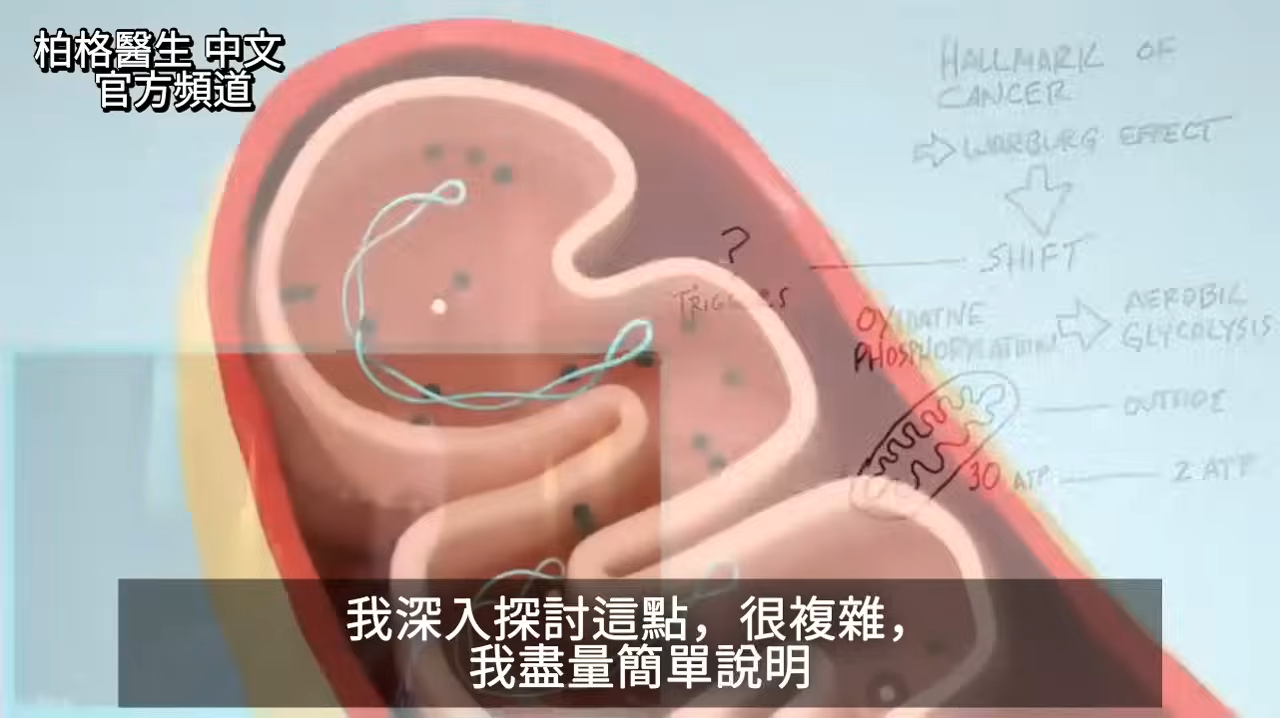 柏格醫生 中文
官方頻道
HALLMARK OF
CANCER
⇨ WARBURG EFFECT
SHIFT
?
TRIGGERS
OXIDATIVE
PHOSPHORYLATION
AEROBIC
GLYCOLYSIS
OUTSIDE
30 ATP
2 ATP
我深入探討這點，很複雜，
我盡量簡單說明